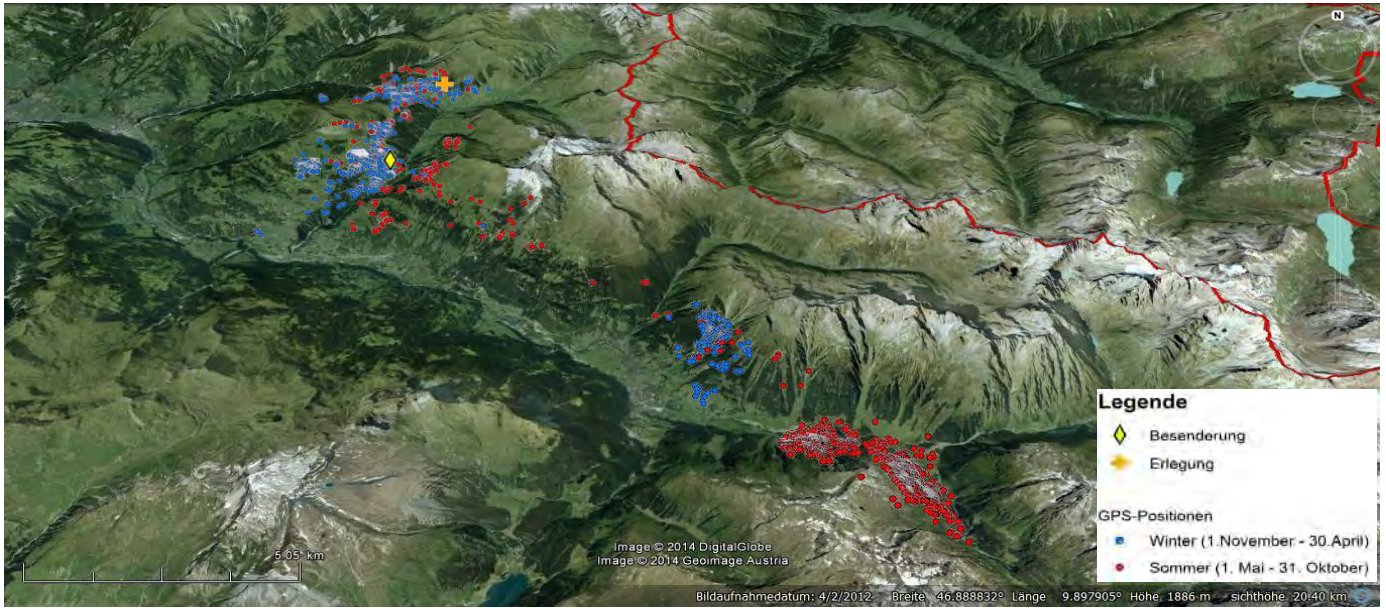 N
Legende
Besenderung
Erlegung
GPS-Positionen
Winter (1.November - 30.April)
Sommer (1. Mai - 31. Oktober)
5.05 km
Image © 2014 DigitalGlobe
Image © 2014 Geoimage Austria
Bildaufnahmedatum: 4/2/2012 Breite 46.888832° Länge 9.897905° Höhe 1886 m sichthöhe 20.40 km